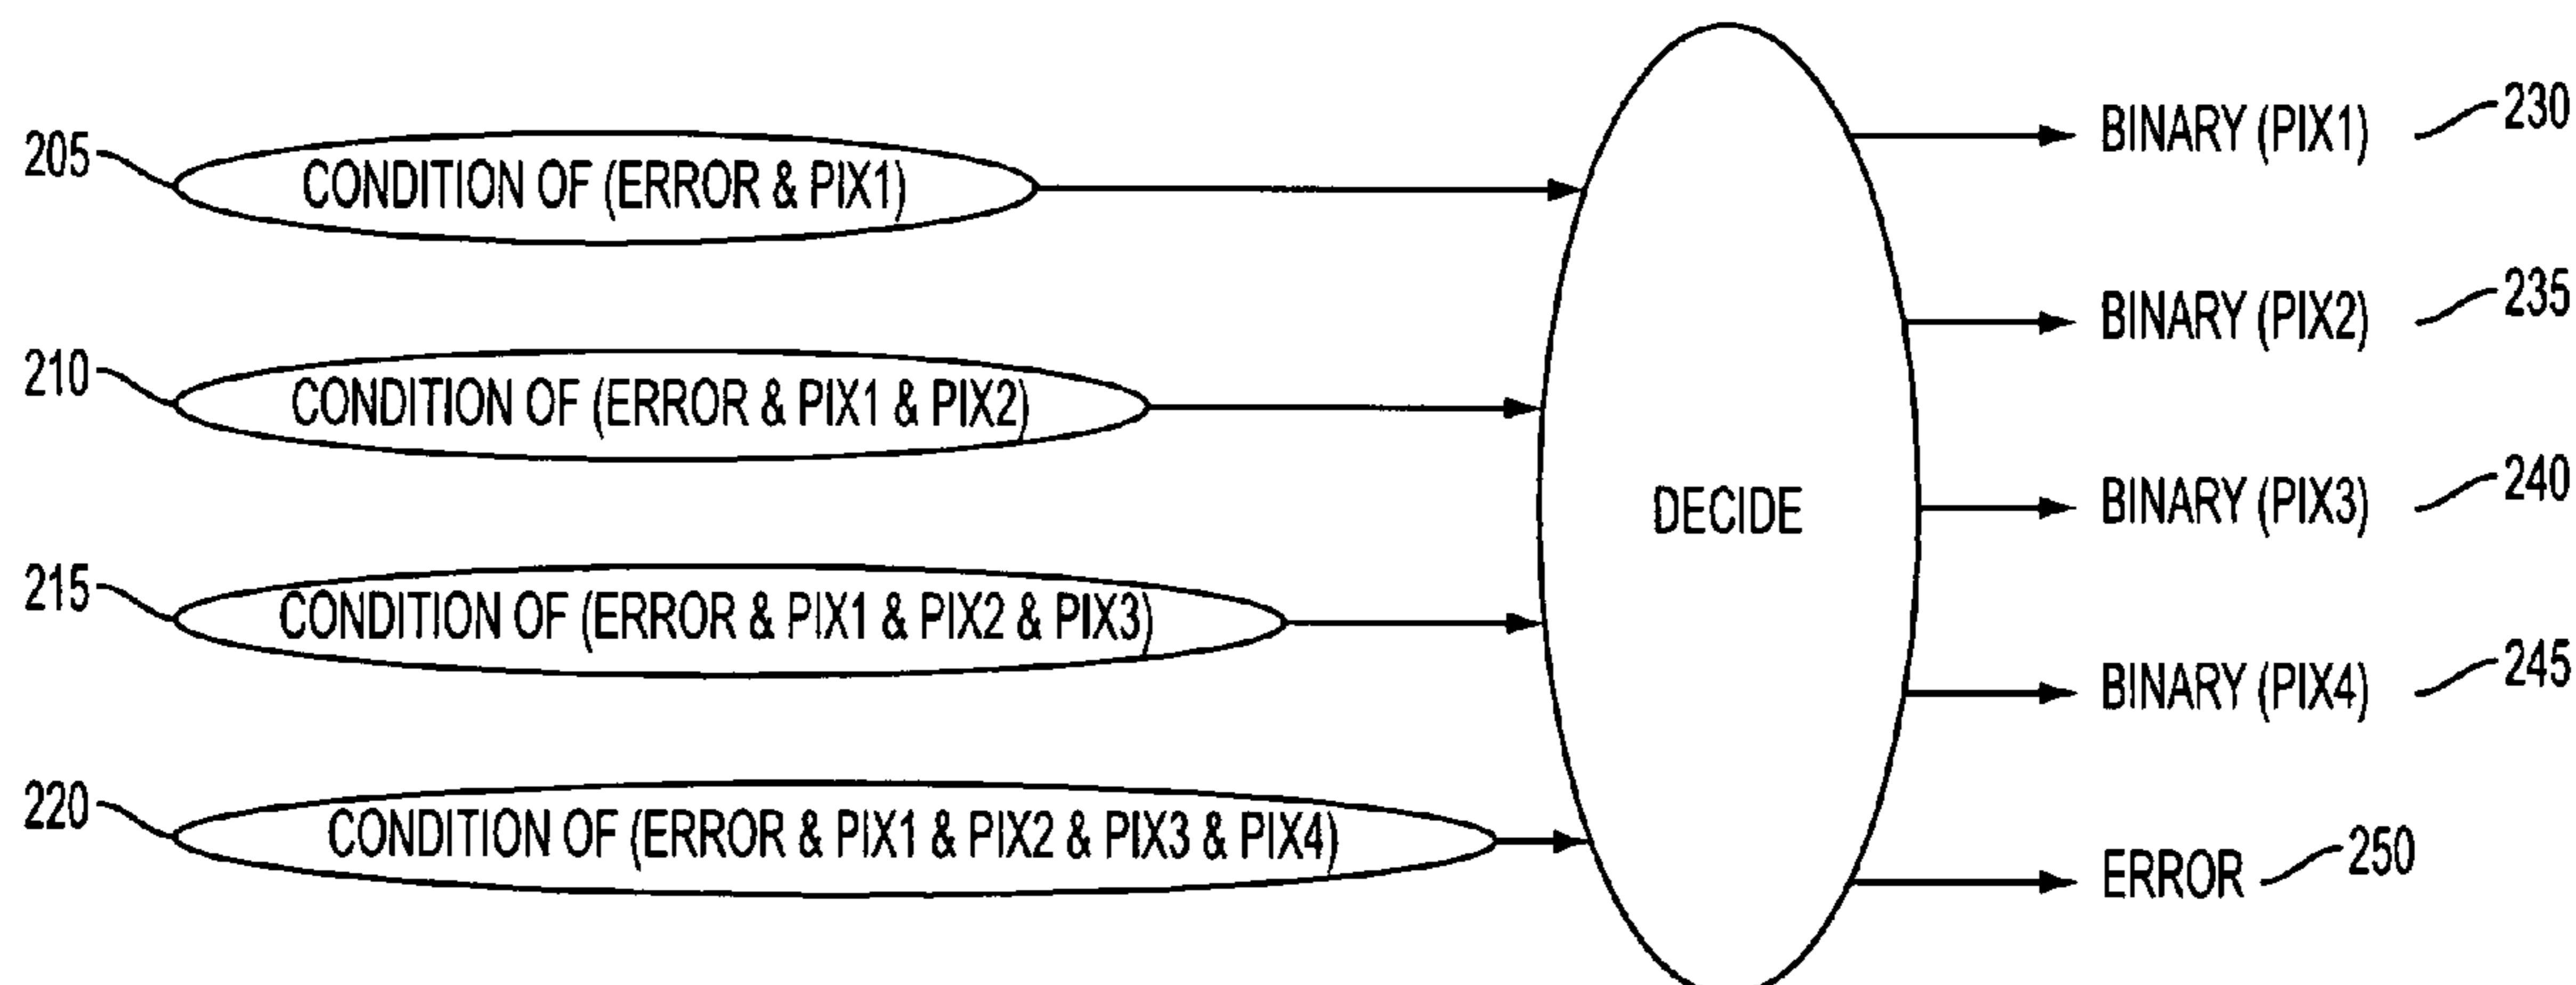 205 CONDITION OF (ERROR & PIX1)
210 CONDITION OF (ERROR & PIX1 & PIX2)
215 CONDITION OF (ERROR & PIX1 & PIX2 & PIX3)
220 CONDITION OF (ERROR & PIX1 & PIX2 & PIX3 & PIX4)
DECIDE
BINARY (PIX1) 230
BINARY (PIX2) 235
BINARY (PIX3) 240
BINARY (PIX4) 245
ERROR 250